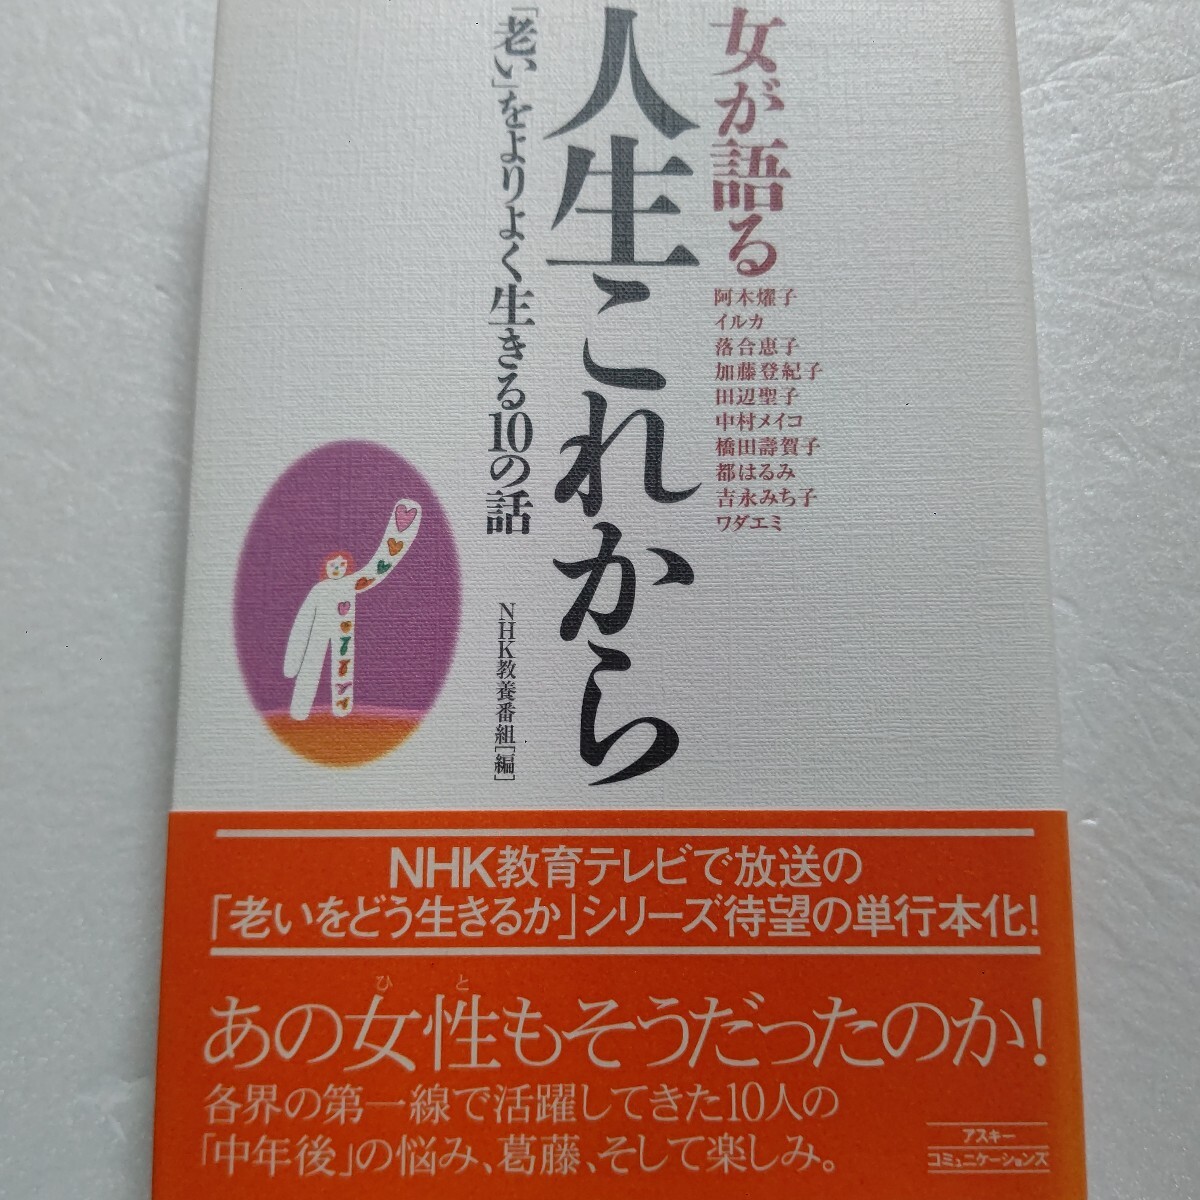 女が語る
阿木燿子
イルカ
落合恵子
加藤登紀子
田辺聖子
中村メイコ
橋田壽賀子
都はるみ
吉永みち子
ワダエミ
人生これから
「老い」をよりよく生きる10の話
NHK教養番組[編]
NHK教育テレビで放送の
「老いをどう生きるか」シリーズ待望の単行本化!
ひと
あの女性もそうだったのか!
各界の第一線で活躍してきた10人の
「中年後」の悩み、葛藤、そして楽しみ。
アスキー
コミュニケーションズ